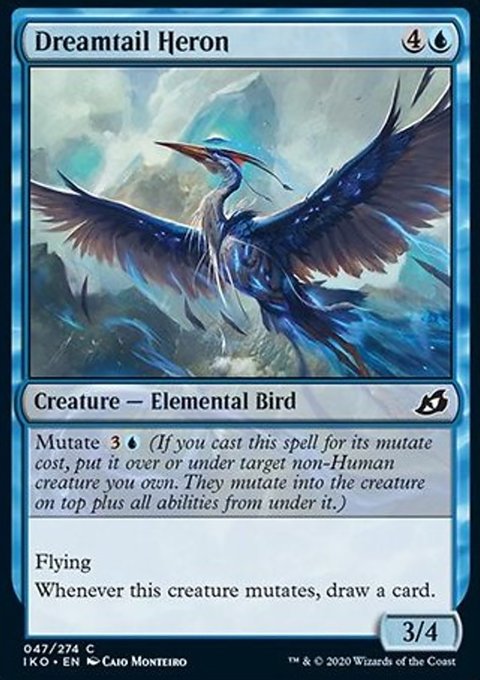 Dreamtail Heron 4
Creature — Elemental Bird
Mutate 3 (If you cast this spell for its mutate
cost, put it over or under target non-Human
creature you own. They mutate into the creature
on top plus all abilities from under it.)
Flying
Whenever this creature mutates, draw a card.
3/4
047/274 C
IKO • EN Caio Monteiro
™ & © 2020 Wizards of the Coast